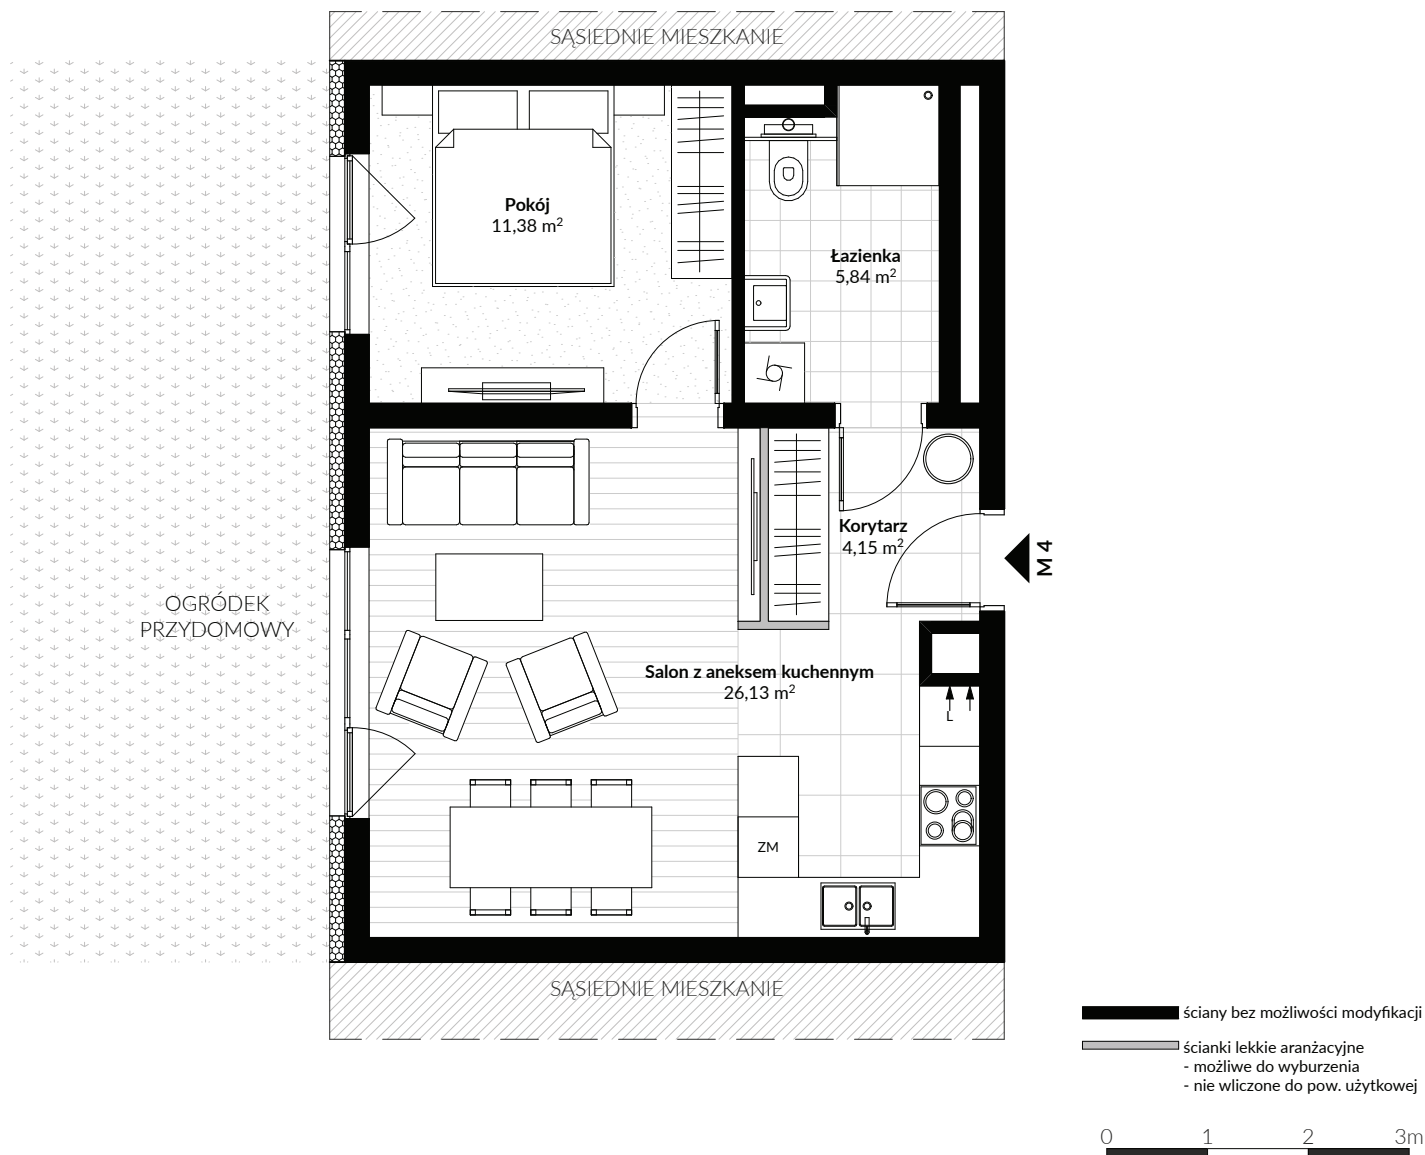 SĄSIEDNIE MIESZKANIE
Pokój
11,38 m²
Łazienka
5,84 m²
Korytarz
4,15 m²
M 4
OGRÓDEK
PRZYDOMOWY
Salon z aneksem kuchennym
26,13 m²
L
ZM
SĄSIEDNIE MIESZKANIE
ściany bez możliwości modyfikacji
ścianki lekkie aranżacyjne
- możliwe do wyburzenia
- nie wliczone do pow. użytkowej
0 1 2 3m